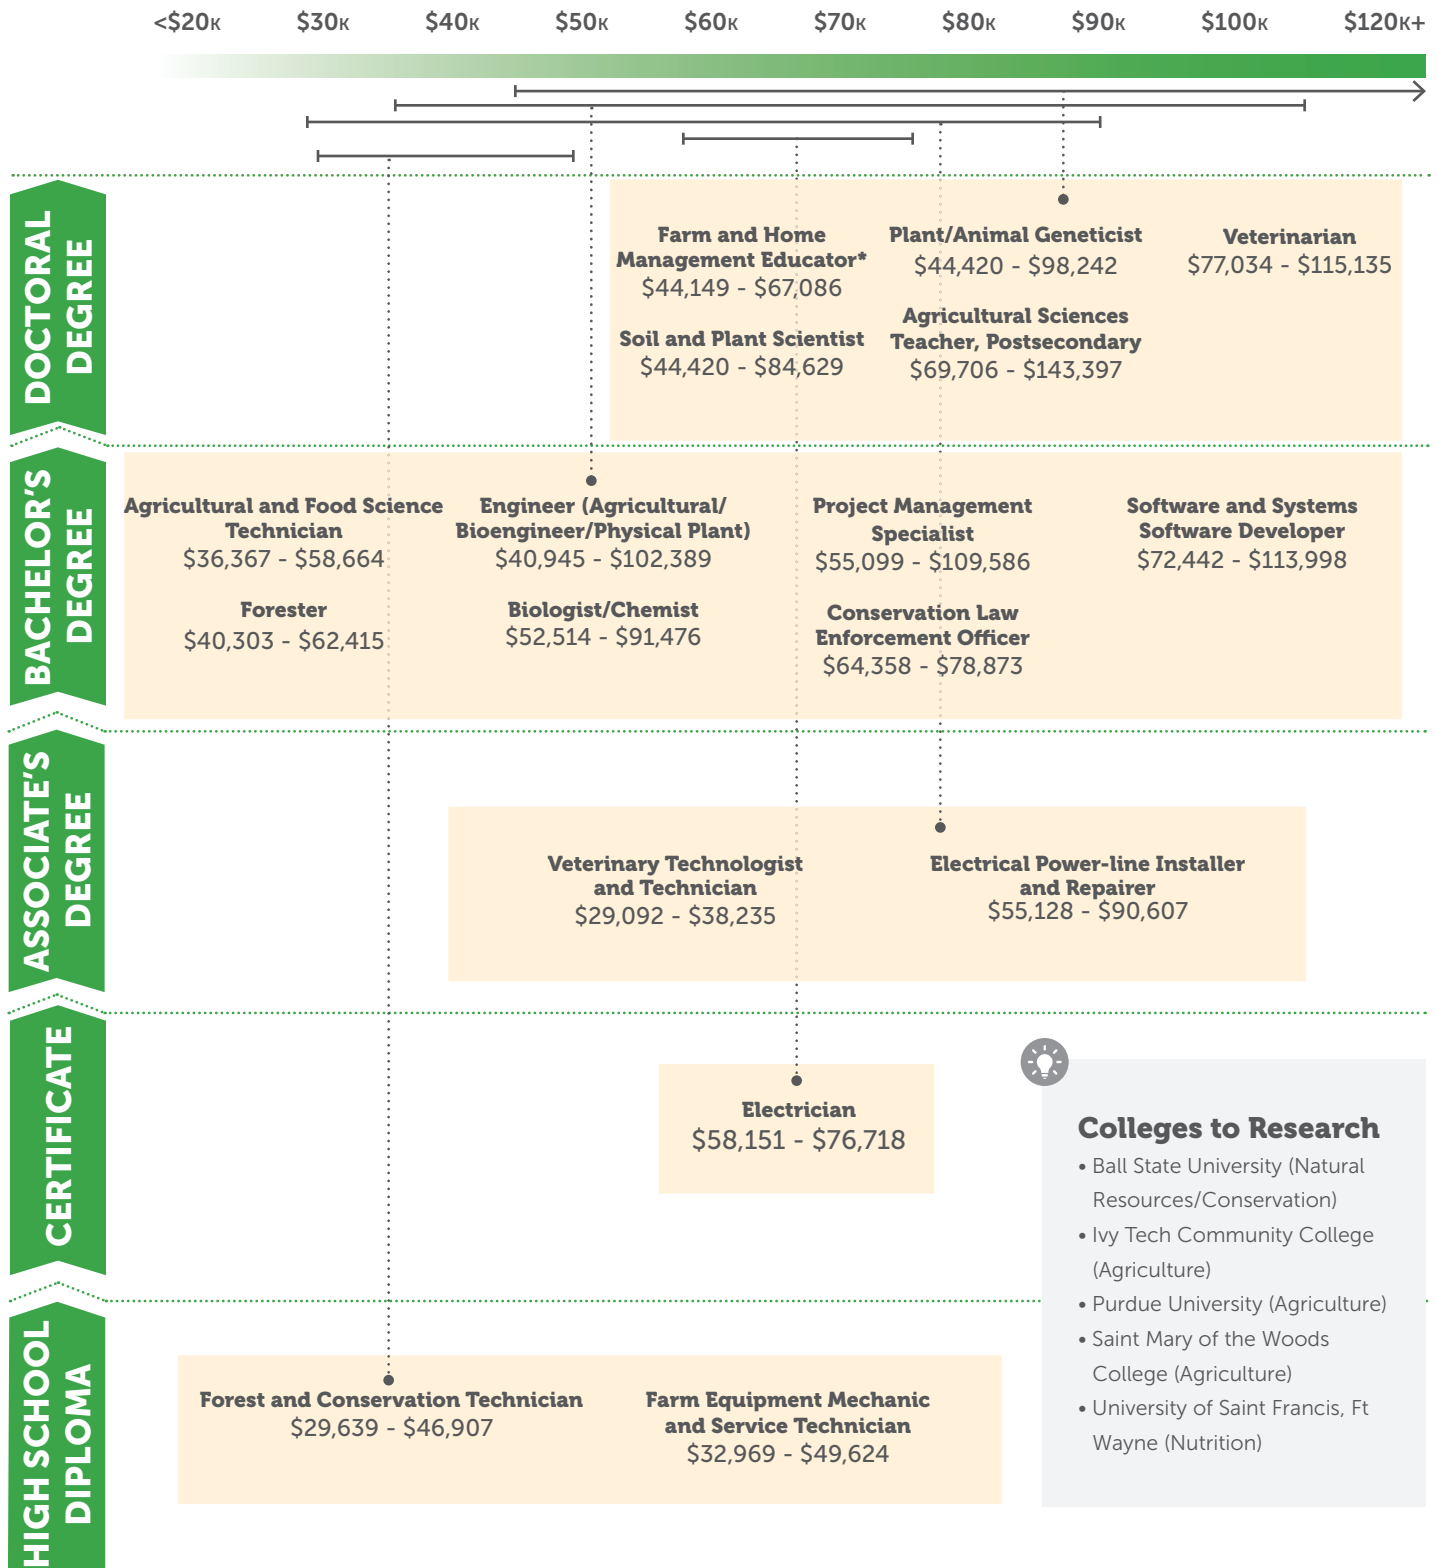 <$20K $30K $40K $50K $60K $70K $80K $90K $100K $120K+
DOCTORAL
DEGREE
Farm and Home
Management Educator*
$44,149 - $67,086
Soil and Plant Scientist
$44,420 - $84,629
Plant/Animal Geneticist
$44,420 - $98,242
Agricultural Sciences
Teacher, Postsecondary
$69,706 - $143,397
Veterinarian
$77,034 - $115,135
BACHELOR'S
DEGREE
Agricultural and Food Science
Technician
$36,367 - $58,664
Forester
$40,303 - $62,415
Engineer (Agricultural/
Bioengineer/Physical Plant)
$40,945 - $102,389
Biologist/Chemist
$52,514 - $91,476
Project Management
Specialist
$55,099 - $109,586
Conservation Law
Enforcement Officer
$64,358 - $78,873
Software and Systems
Software Developer
$72,442 - $113,998
ASSOCIATE'S
DEGREE
Veterinary Technologist
and Technician
$29,092 - $38,235
Electrical Power-line Installer
and Repairer
$55,128 - $90,607
CERTIFICATE
Electrician
$58,151 - $76,718
Colleges to Research
• Ball State University (Natural
Resources/Conservation)
• Ivy Tech Community College
(Agriculture)
• Purdue University (Agriculture)
• Saint Mary of the Woods
College (Agriculture)
• University of Saint Francis, Ft
Wayne (Nutrition)
HIGH SCHOOL
DIPLOMA
Forest and Conservation Technician
$29,639 - $46,907
Farm Equipment Mechanic
and Service Technician
$32,969 - $49,624